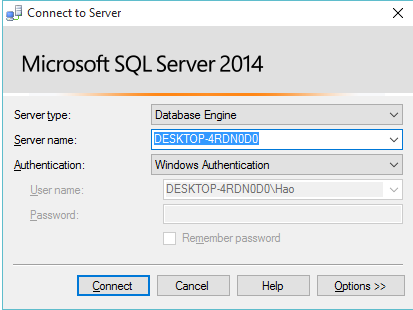 Connect to Server
Microsoft SQL Server 2014
Server type: Database Engine
Server name: DESKTOP-4RDN0D0
Authentication: Windows Authentication
User name: DESKTOP-4RDN0D0\Hao
Password:
Remember password
Connect Cancel Help Options >>